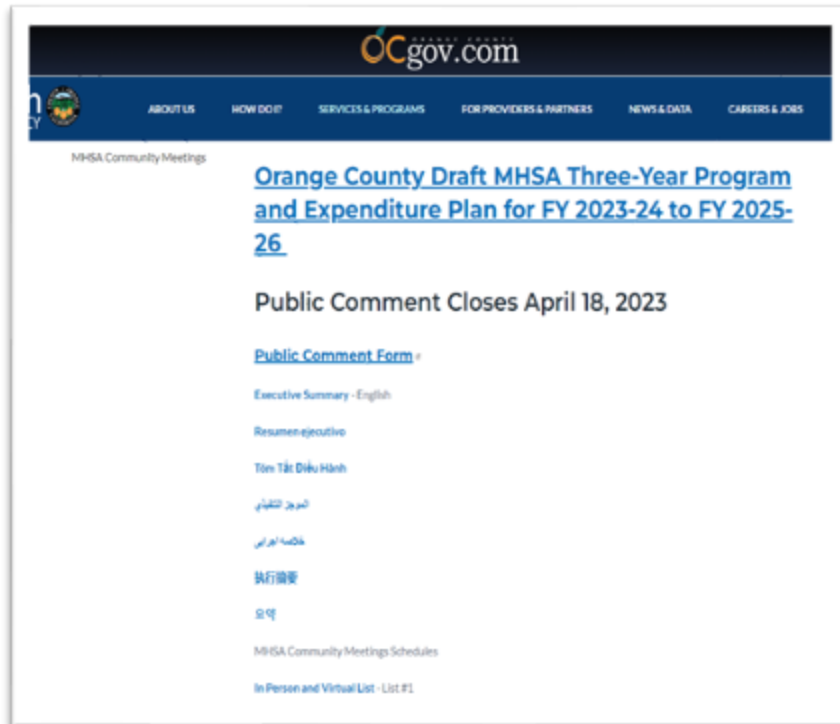 ORANGE COUNTY
OCgov.com
ABOUT US HOW DO I? SERVICES & PROGRAMS FOR PROVIDERS & PARTNERS NEWS & DATA CAREERS & JOBS
MHSA Community Meetings
Orange County Draft MHSA Three-Year Program
and Expenditure Plan for FY 2023-24 to FY 2025-
26
Public Comment Closes April 18, 2023
Public Comment Form
Executive Summary - English
Resumen ejecutivo
Tóm Tắt Điều Hành
الموجز التنفيذي
خلاصه اجرایی
执行摘要
요약
MHSA Community Meetings Schedules
In Person and Virtual List - List #1